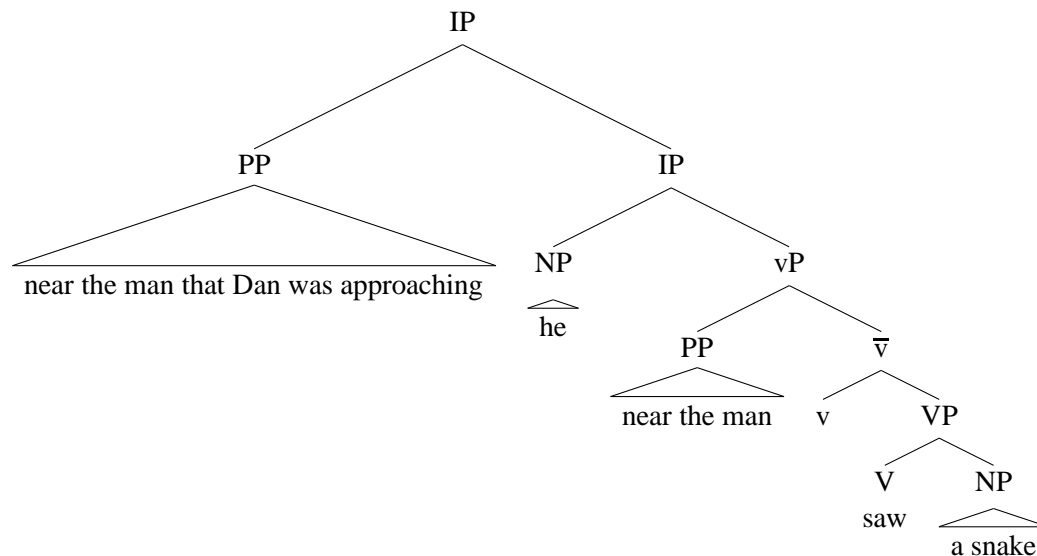 IP
PP IP
near the man that Dan was approaching NP vP
he PP v̅
near the man v VP
V NP
saw a snake